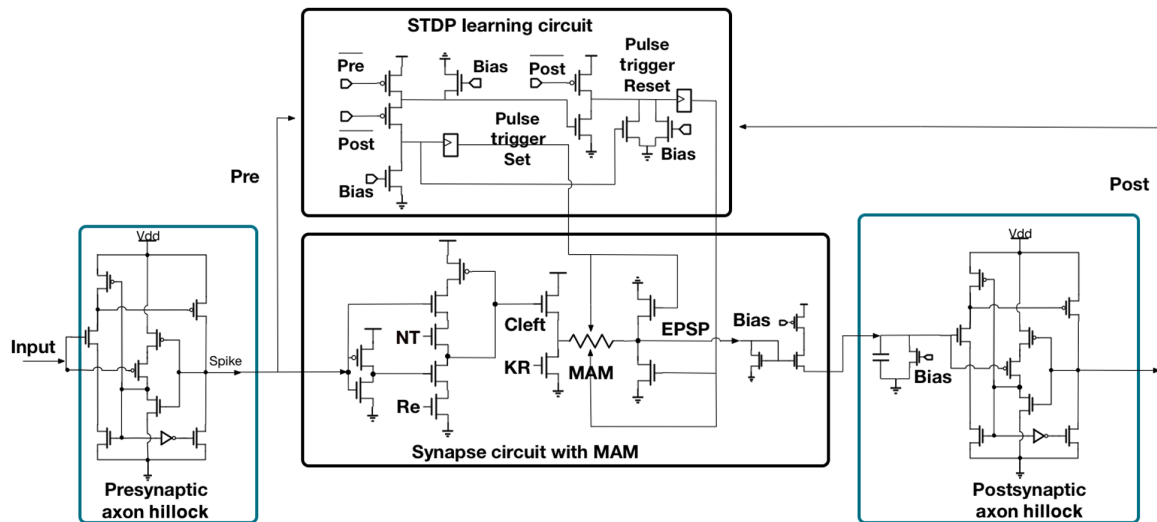 STDP learning circuit
Pre
Bias
Post
Pulse
trigger
Reset
Post
Pulse
trigger
Set
Bias
Bias
Pre
Post
Vdd
Input
Spike
Presynaptic
axon hillock
NT
Re
Cleft
KR
MAM
EPSP
Bias
Synapse circuit with MAM
Vdd
Bias
Postsynaptic
axon hillock